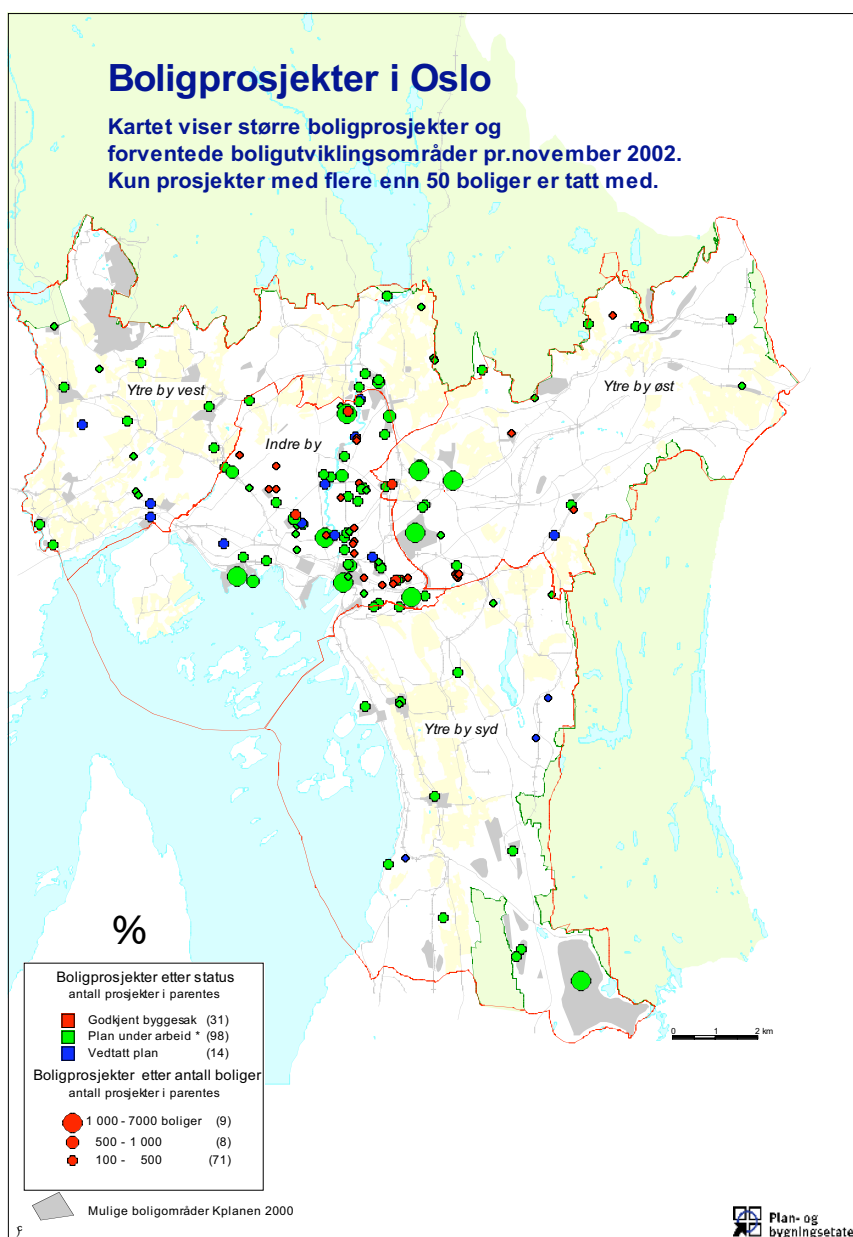 Boligprosjekter i Oslo
Kartet viser større boligprosjekter og
forventede boligutviklingsområder pr.november 2002.
Kun prosjekter med flere enn 50 boliger er tatt med.
Ytre by vest
Ytre by øst
Indre by
Ytre by syd
%
Boligprosjekter etter status
antall prosjekter i parentes
Godkjent byggesak (31)
Plan under arbeid * (98)
Vedtatt plan (14)
Boligprosjekter etter antall boliger
antall prosjekter i parentes
1 000 - 7000 boliger (9)
500 - 1 000 (8)
100 - 500 (71)
Mulige boligområder Kplanen 2000
0 1 2 km
Plan- og
bygningsetate